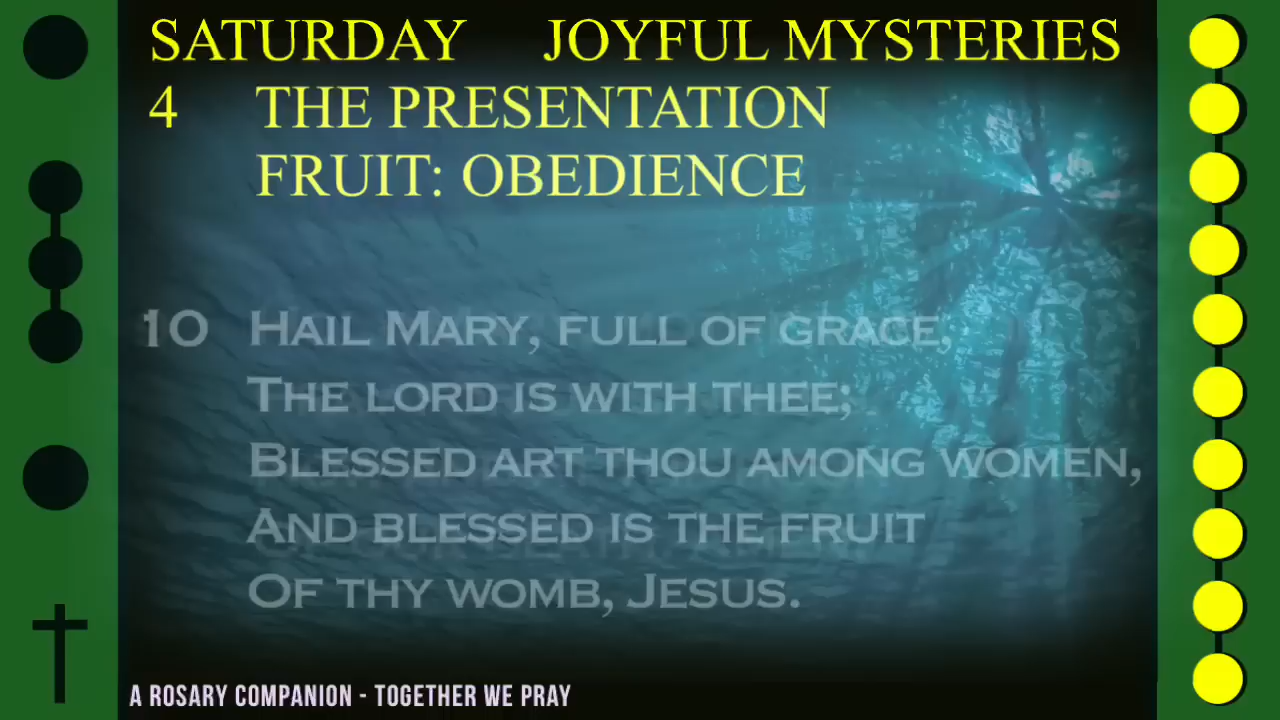 SATURDAY JOYFUL MYSTERIES
4 THE PRESENTATION
FRUIT: OBEDIENCE
10 HAIL MARY, FULL OF GRACE,
THE LORD IS WITH THEE;
BLESSED ART THOU AMONG WOMEN,
AND BLESSED IS THE FRUIT
OF THY WOMB, JESUS.
A ROSARY COMPANION - TOGETHER WE PRAY